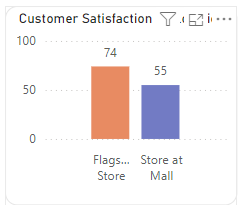 Customer Satisfaction
100
74
55
50
0
Flags... Store at
Store Mall